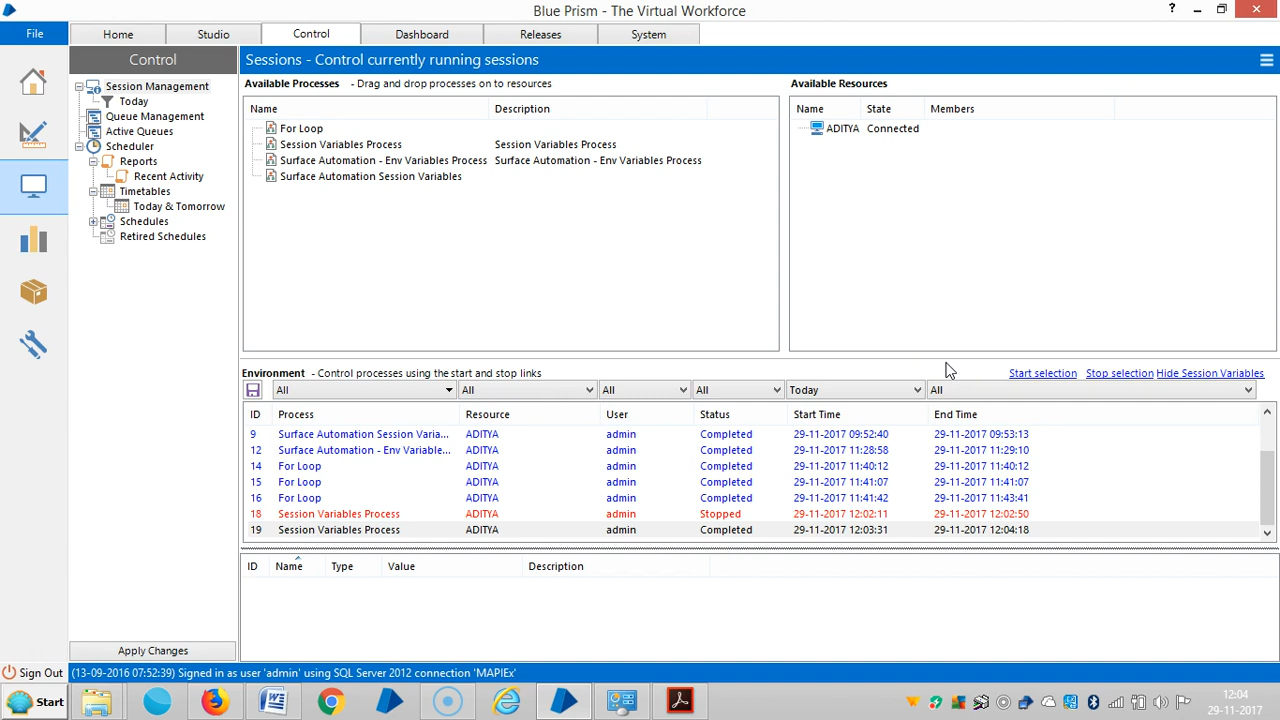 Blue Prism - The Virtual Workforce
File
Home
Studio
Control
Dashboard
Releases
System
Control
Session Management
Today
Queue Management
Active Queues
Scheduler
Reports
Recent Activity
Timetables
Today & Tomorrow
Schedules
Retired Schedules
Apply Changes
Sign Out
Sessions - Control currently running sessions
Available Processes - Drag and drop processes on to resources
Name Description
For Loop
Session Variables Process Session Variables Process
Surface Automation - Env Variables Process Surface Automation - Env Variables Process
Surface Automation Session Variables
Available Resources
Name State Members
ADITYA Connected
Environment - Control processes using the start and stop links
Start selection Stop selection Hide Session Variables
All All All All Today All
ID Process Resource User Status Start Time End Time
9 Surface Automation Session Varia... ADITYA admin Completed 29-11-2017 09:52:40 29-11-2017 09:53:13
12 Surface Automation - Env Variable... ADITYA admin Completed 29-11-2017 11:28:58 29-11-2017 11:29:10
14 For Loop ADITYA admin Completed 29-11-2017 11:40:12 29-11-2017 11:40:12
15 For Loop ADITYA admin Completed 29-11-2017 11:41:07 29-11-2017 11:41:07
16 For Loop ADITYA admin Completed 29-11-2017 11:41:42 29-11-2017 11:43:41
18 Session Variables Process ADITYA admin Stopped 29-11-2017 12:02:11 29-11-2017 12:02:50
19 Session Variables Process ADITYA admin Completed 29-11-2017 12:03:31 29-11-2017 12:04:18
ID Name Type Value Description
(13-09-2016 07:52:39) Signed in as user 'admin' using SQL Server 2012 connection 'MAPIEx'
Start
12:04
29-11-2017